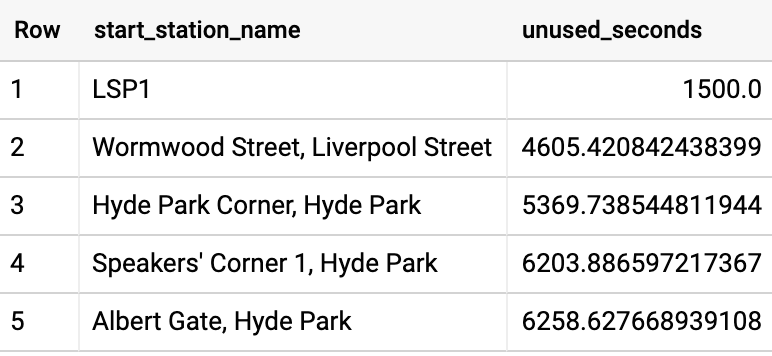 Row start_station_name unused_seconds
1 LSP1 1500.0
2 Wormwood Street, Liverpool Street 4605.420842438399
3 Hyde Park Corner, Hyde Park 5369.738544811944
4 Speakers' Corner 1, Hyde Park 6203.886597217367
5 Albert Gate, Hyde Park 6258.627668939108